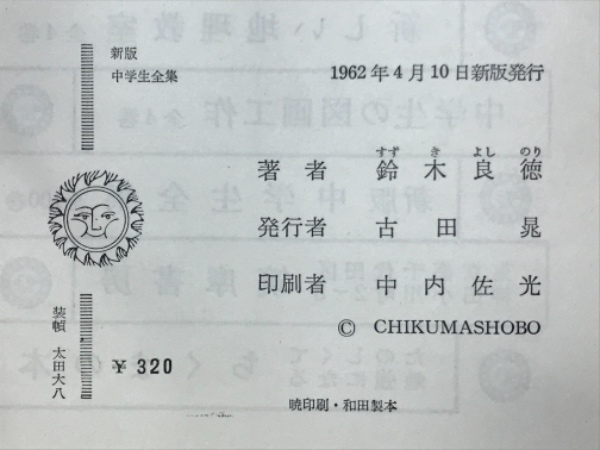 新版
中学生全集
1962年4月10日新版発行
すず き よし のり
著者 鈴木良徳
発行者 古田晁
印刷者 中内佐光
© CHIKUMASHOBO
装幀 太田大八
¥ 320
暁印刷・和田製本